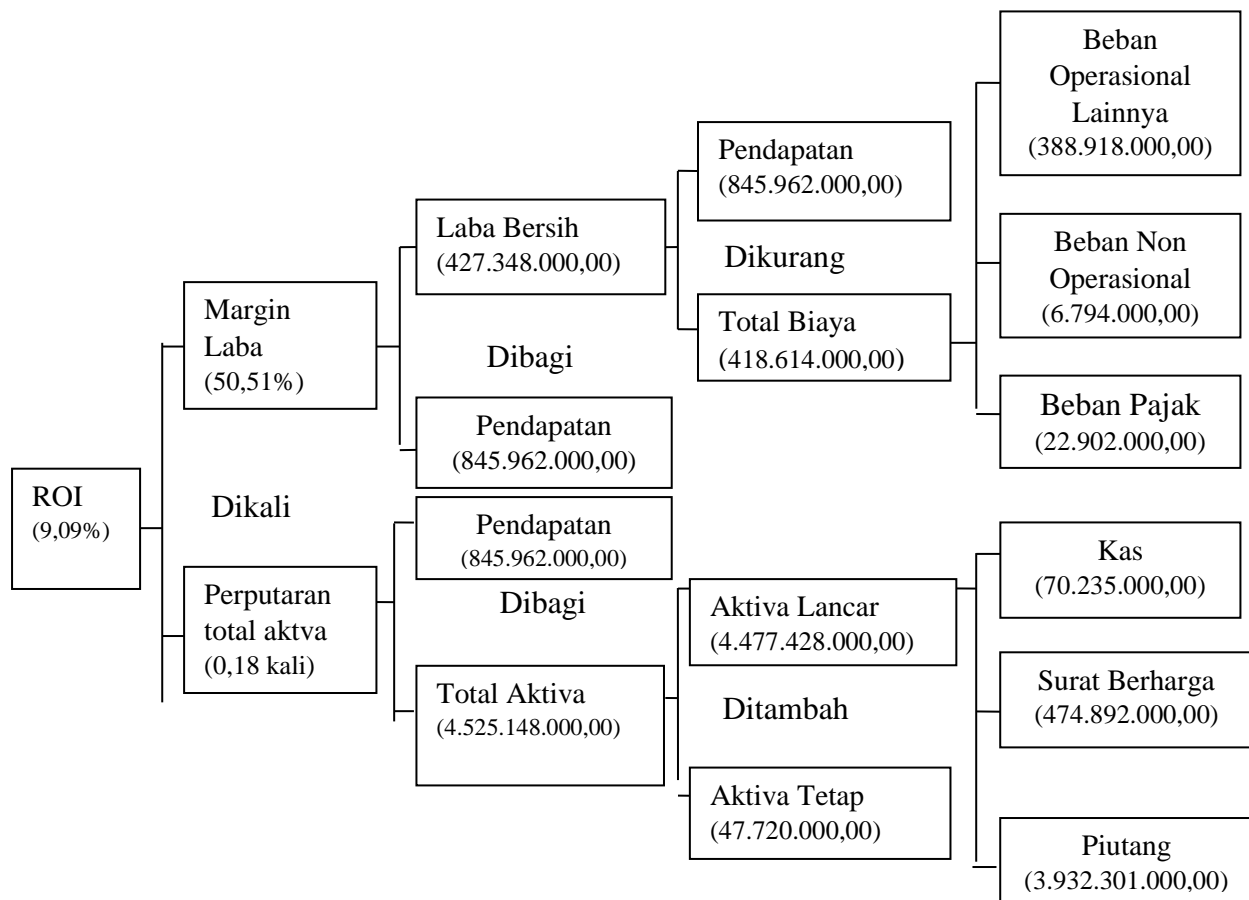 Beban
Operasional
Lainnya
(388.918.000,00)
Pendapatan
(845.962.000,00)
Laba Bersih
(427.348.000,00)
Dikurang
Beban Non
Operasional
(6.794.000,00)
Margin
Laba
(50,51%)
Dibagi
Total Biaya
(418.614.000,00)
Pendapatan
(845.962.000,00)
Beban Pajak
(22.902.000,00)
ROI
(9,09%)
Dikali
Pendapatan
(845.962.000,00)
Kas
(70.235.000,00)
Perputaran
total aktva
(0,18 kali)
Dibagi
Aktiva Lancar
(4.477.428.000,00)
Total Aktiva
(4.525.148.000,00)
Ditambah
Surat Berharga
(474.892.000,00)
Aktiva Tetap
(47.720.000,00)
Piutang
(3.932.301.000,00)